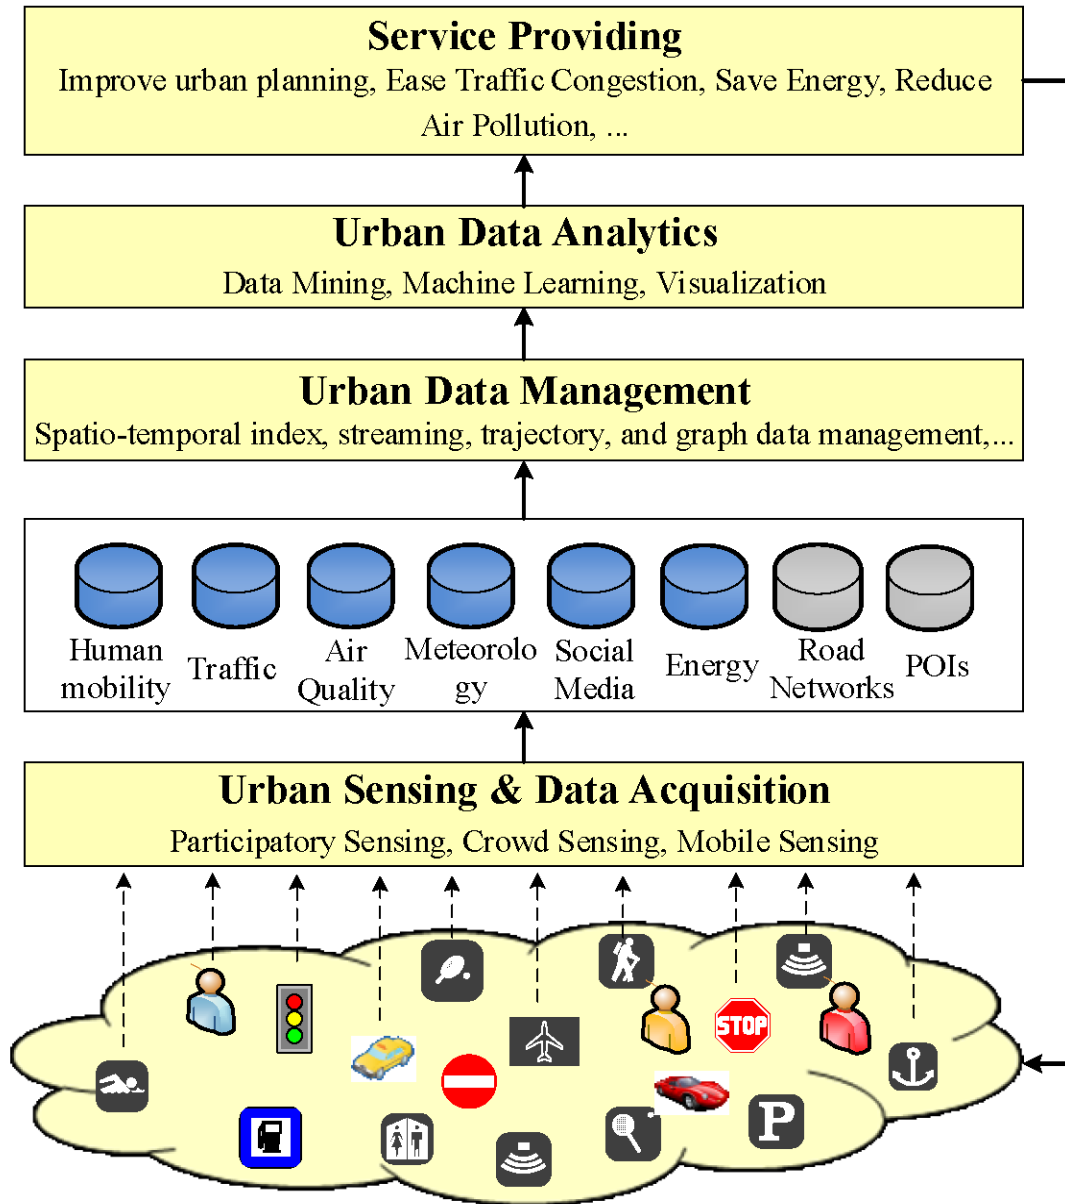 Service Providing
Improve urban planning, Ease Traffic Congestion, Save Energy, Reduce
Air Pollution, ...
Urban Data Analytics
Data Mining, Machine Learning, Visualization
Urban Data Management
Spatio-temporal index, streaming, trajectory, and graph data management,...
Human
mobility
Traffic
Air
Quality
Meteorolo
gy
Social
Media
Energy
Road
Networks
POIs
Urban Sensing & Data Acquisition
Participatory Sensing, Crowd Sensing, Mobile Sensing
STOP
P